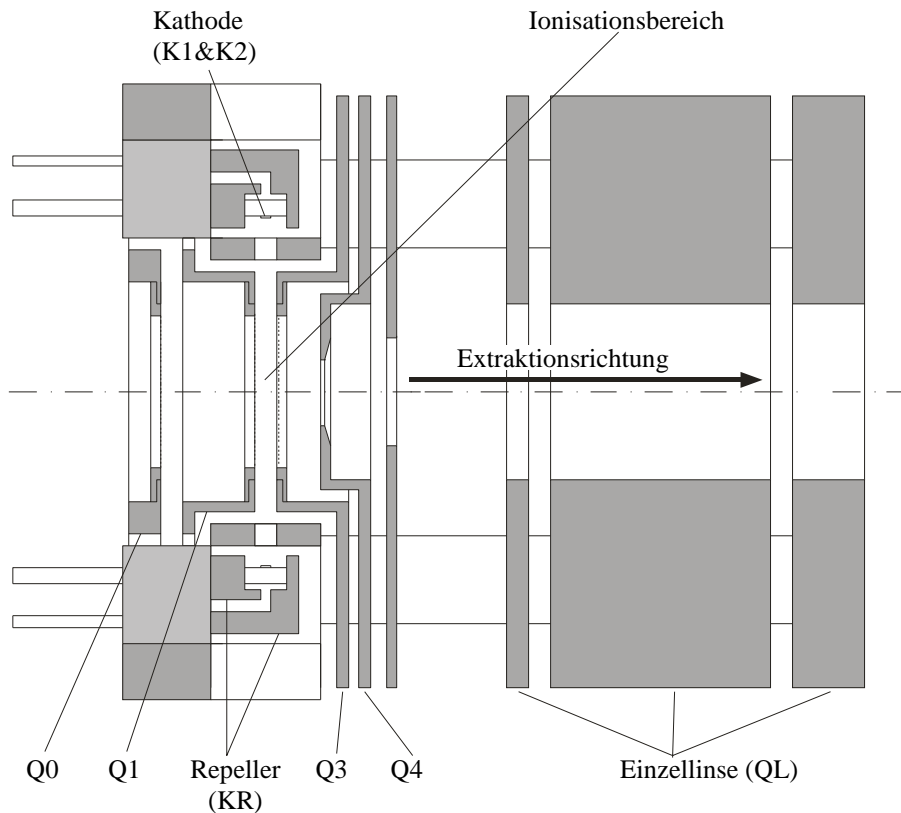 Kathode
(K1&K2)
Ionisationsbereich
Extraktionsrichtung
Q0
Q1
Repeller
(KR)
Q3
Q4
Einzellinse (QL)